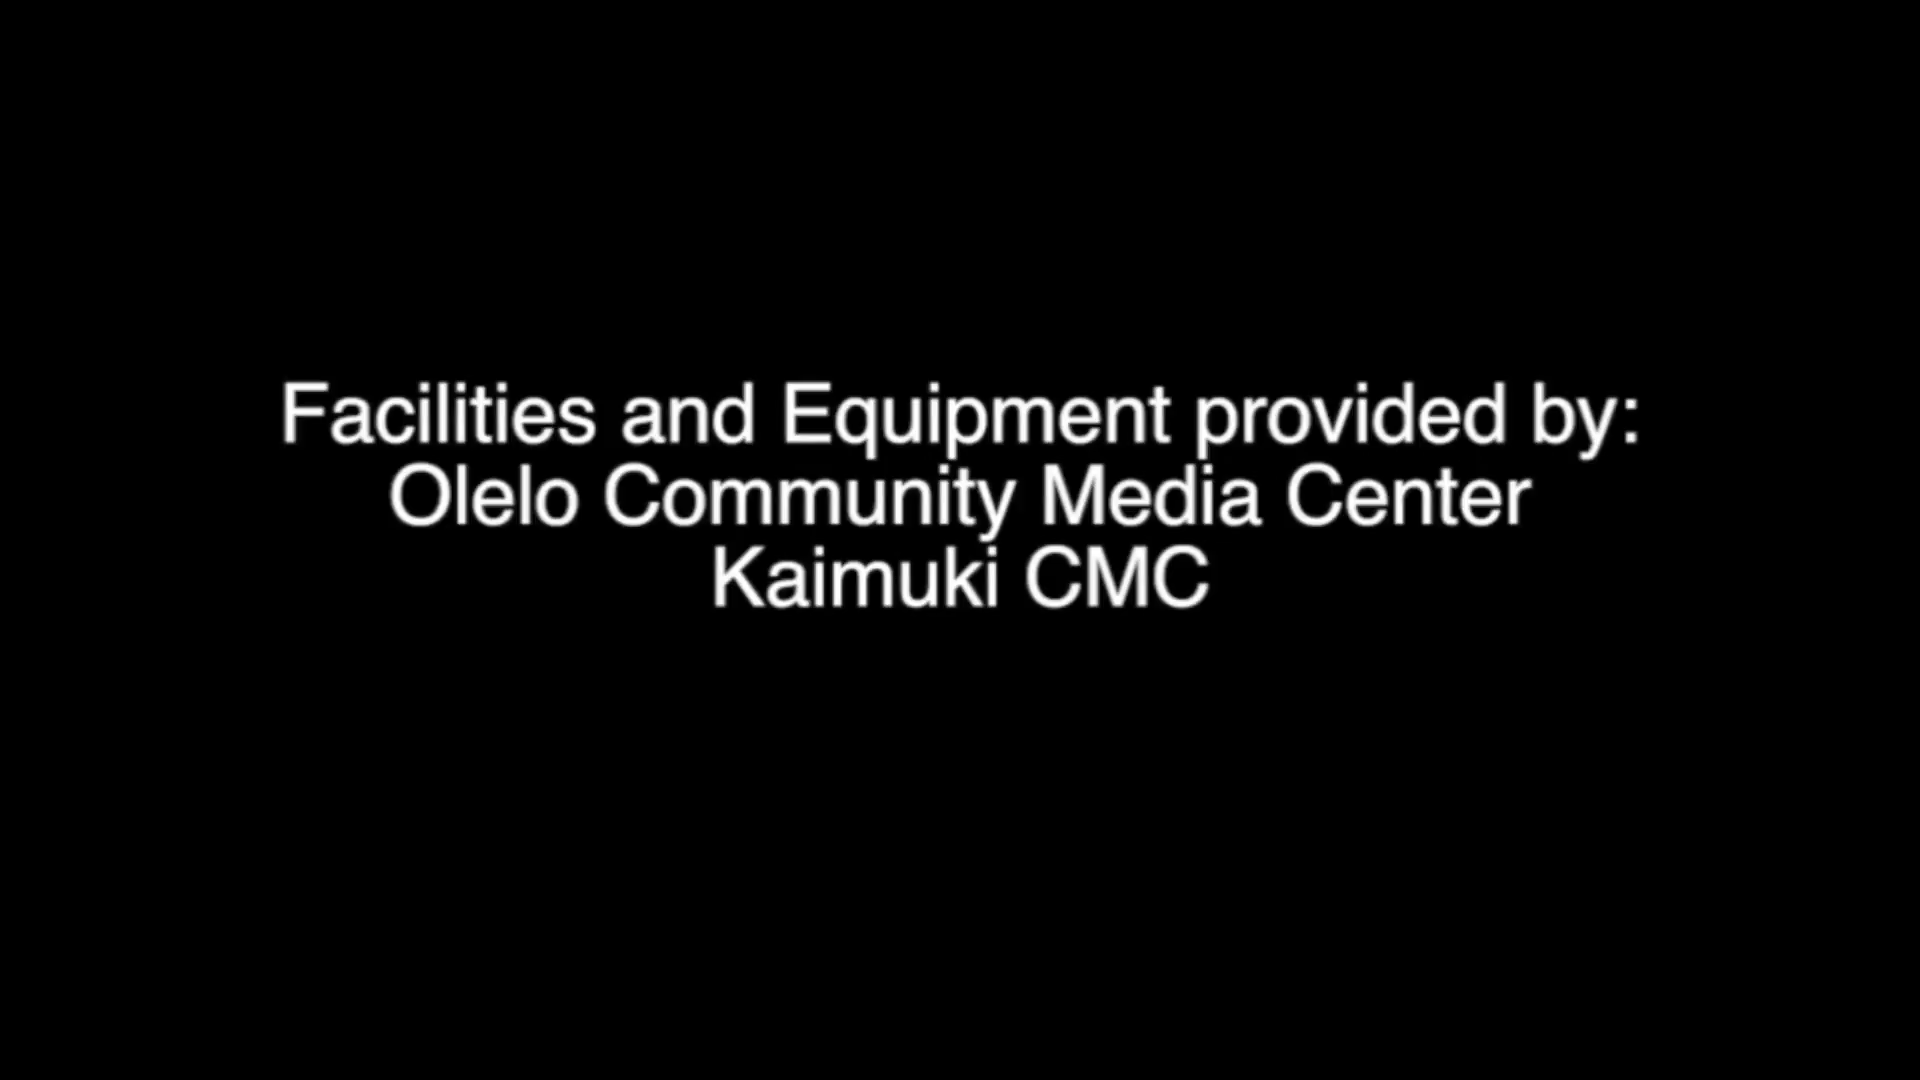 Facilities and Equipment provided by:
Olelo Community Media Center
Kaimuki CMC